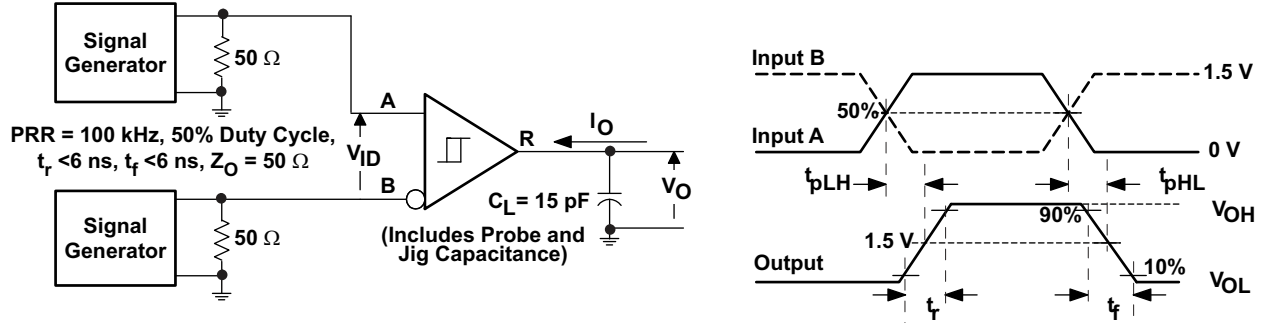 Signal
Generator
50 Ω
PRR = 100 kHz, 50% Duty Cycle,
tr <6 ns, tf <6 ns, ZO = 50 Ω
Signal
Generator
50 Ω
VID
A
B
R
IO
VO
CL = 15 pF
(Includes Probe and
Jig Capacitance)
Input B
1.5 V
50%
Input A
0 V
tpLH
tpHL
90%
VOH
1.5 V
Output
10%
VOL
tr
tf